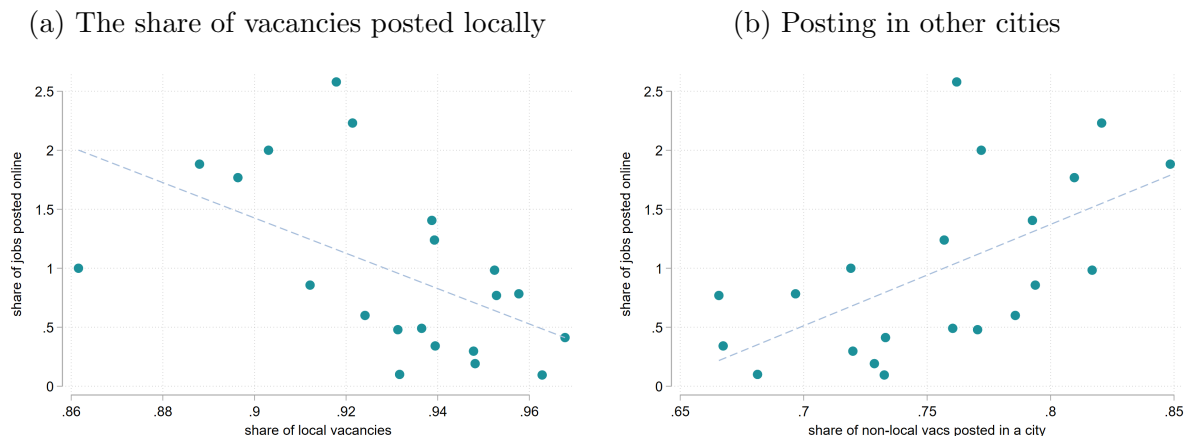 (a) The share of vacancies posted locally
share of jobs posted online
2.5
2
1.5
1
.5
0
.86 .88 .9 .92 .94 .96
share of local vacancies
(b) Posting in other cities
share of jobs posted online
2.5
2
1.5
1
.5
0
.65 .7 .75 .8 .85
share of non-local vacs posted in a city